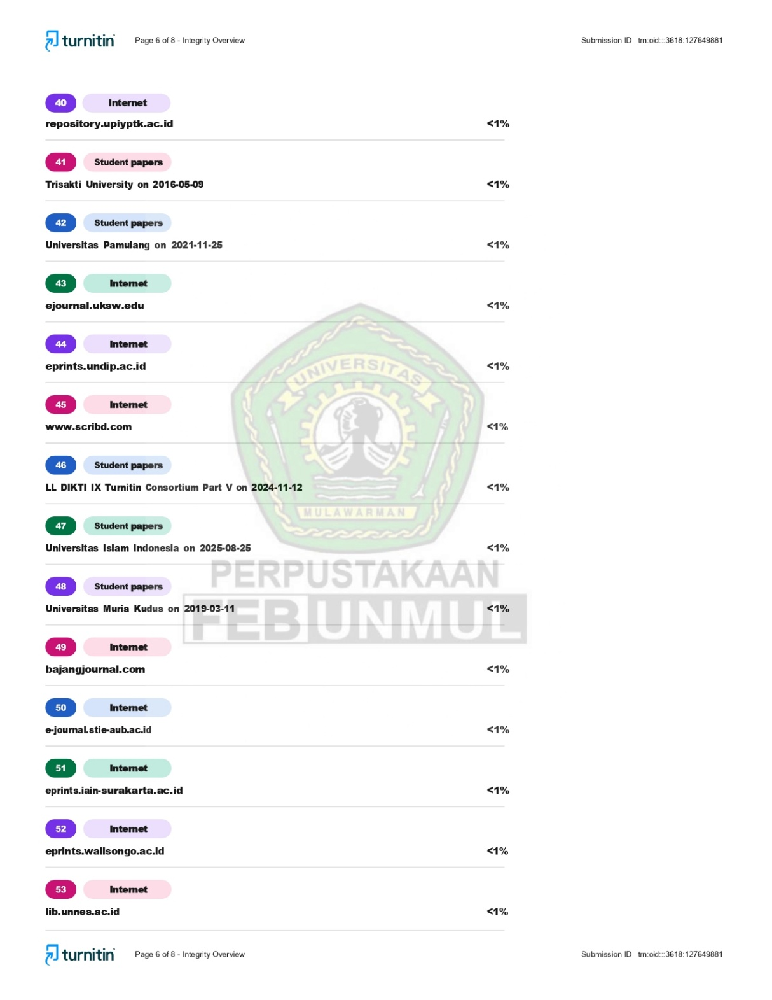 turnitin Page 6 of 8 - Integrity Overview Submission ID trn:oid:::3618:127649881
40 Internet
repository.upiyptk.ac.id <1%
41 Student papers
Trisakti University on 2016-05-09 <1%
42 Student papers
Universitas Pamulang on 2021-11-25 <1%
43 Internet
ejournal.uksw.edu <1%
44 Internet
eprints.undip.ac.id <1%
UNIVERSITAS
45 Internet
www.scribd.com <1%
46 Student papers
LL DIKTI IX Turnitin Consortium Part V on 2024-11-12 <1%
MULAWARMAN
47 Student papers
Universitas Islam Indonesia on 2025-08-25 <1%
PERPUSTAKAAN
48 Student papers
Universitas Muria Kudus on 2019-03-11 <1%
FEB UNMUL
49 Internet
bajangjournal.com <1%
50 Internet
e-journal.stie-aub.ac.id <1%
51 Internet
eprints.iain-surakarta.ac.id <1%
52 Internet
eprints.walisongo.ac.id <1%
53 Internet
lib.unnes.ac.id <1%
turnitin Page 6 of 8 - Integrity Overview Submission ID trn:oid:::3618:127649881